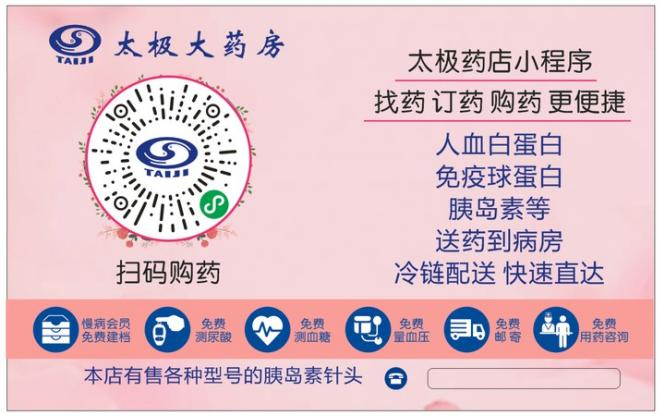 TAIJI
太极大药房
TAIJI
扫码购药
太极药店小程序
找药 订药 购药 更便捷
人血白蛋白
免疫球蛋白
胰岛素等
送药到病房
冷链配送 快速直达
慢病会员
免费建档
免费
测尿酸
免费
测血糖
免费
量血压
免费
邮寄
免费
用药咨询
本店有售各种型号的胰岛素针头